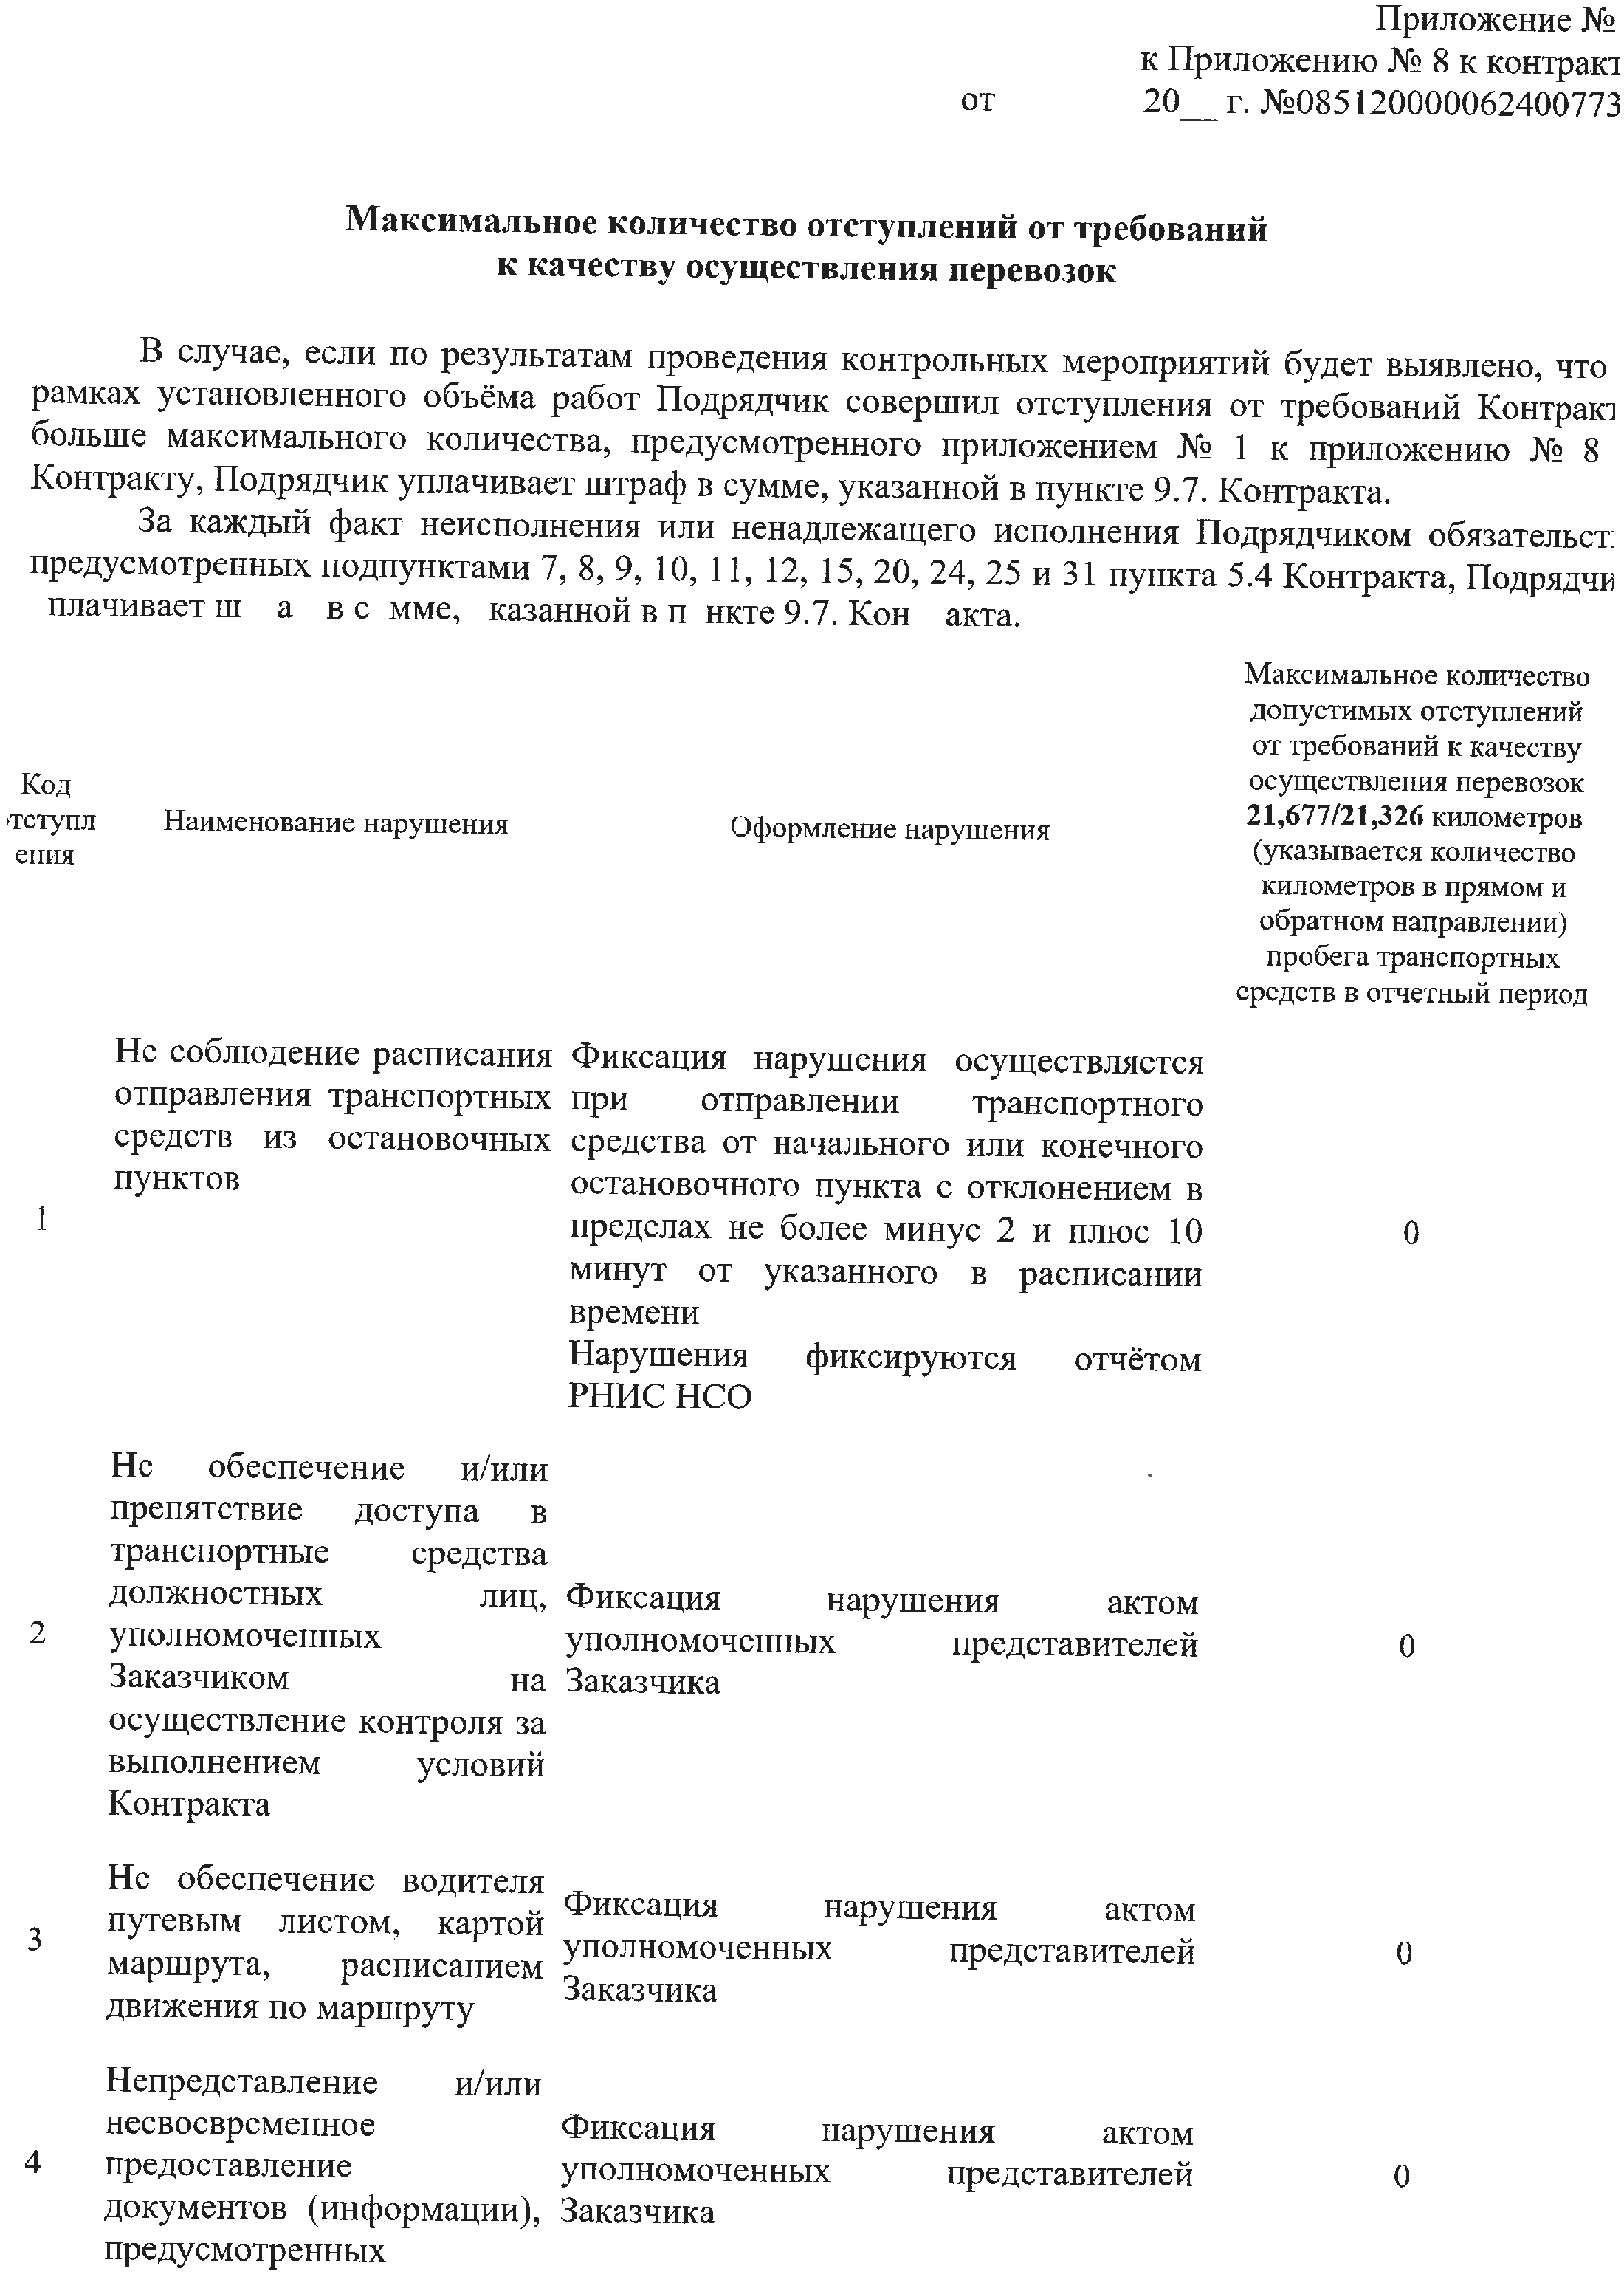 Приложение №
к Приложению № 8 к контракт
от 20__ г. №085120000062400773
Максимальное количество отступлений от требований
к качеству осуществления перевозок
В случае, если по результатам проведения контрольных мероприятий будет выявлено, что
рамках установленного объёма работ Подрядчик совершил отступления от требований Контракт
больше максимального количества, предусмотренного приложением № 1 к приложению № 8
Контракту, Подрядчик уплачивает штраф в сумме, указанной в пункте 9.7. Контракта.
За каждый факт неисполнения или ненадлежащего исполнения Подрядчиком обязательст
предусмотренных подпунктами 7, 8, 9, 10, 11, 12, 15, 20, 24, 25 и 31 пункта 5.4 Контракта, Подрядчи
плачивает ш а в с мме, казанной в п нкте 9.7. Кон акта.
Код
тступл
ения
Наименование нарушения
Оформление нарушения
Максимальное количество
допустимых отступлений
от требований к качеству
осуществления перевозок
21,677/21,326 километров
(указывается количество
километров в прямом и
обратном направлении)
пробега транспортных
средств в отчетный период
1
Не соблюдение расписания
отправления транспортных
средств из остановочных
пунктов
Фиксация нарушения осуществляется
при отправлении транспортного
средства от начального или конечного
остановочного пункта с отклонением в
пределах не более минус 2 и плюс 10
минут от указанного в расписании
времени
Нарушения фиксируются отчётом
РНИС НСО
0
2
Не обеспечение и/или
препятствие доступа в
транспортные средства
должностных лиц,
уполномоченных
Заказчиком на
осуществление контроля за
выполнением условий
Контракта
Фиксация нарушения актом
уполномоченных представителей
Заказчика
0
3
Не обеспечение водителя
путевым листом, картой
маршрута, расписанием
движения по маршруту
Фиксация нарушения актом
уполномоченных представителей
Заказчика
0
4
Непредставление и/или
несвоевременное
предоставление
документов (информации),
предусмотренных
Фиксация нарушения актом
уполномоченных представителей
Заказчика
0